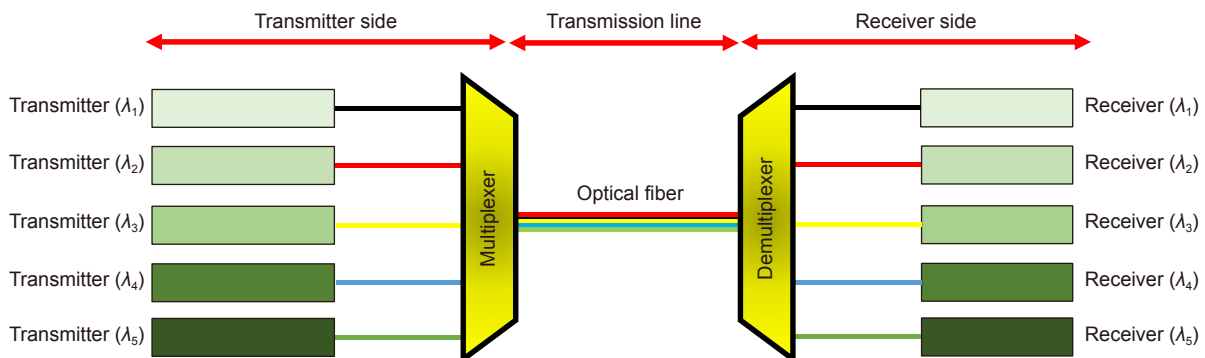 Transmitter side
Transmission line
Receiver side
Transmitter (λ1)
Transmitter (λ2)
Transmitter (λ3)
Transmitter (λ4)
Transmitter (λ5)
Multiplexer
Optical fiber
Demultiplexer
Receiver (λ1)
Receiver (λ2)
Receiver (λ3)
Receiver (λ4)
Receiver (λ5)